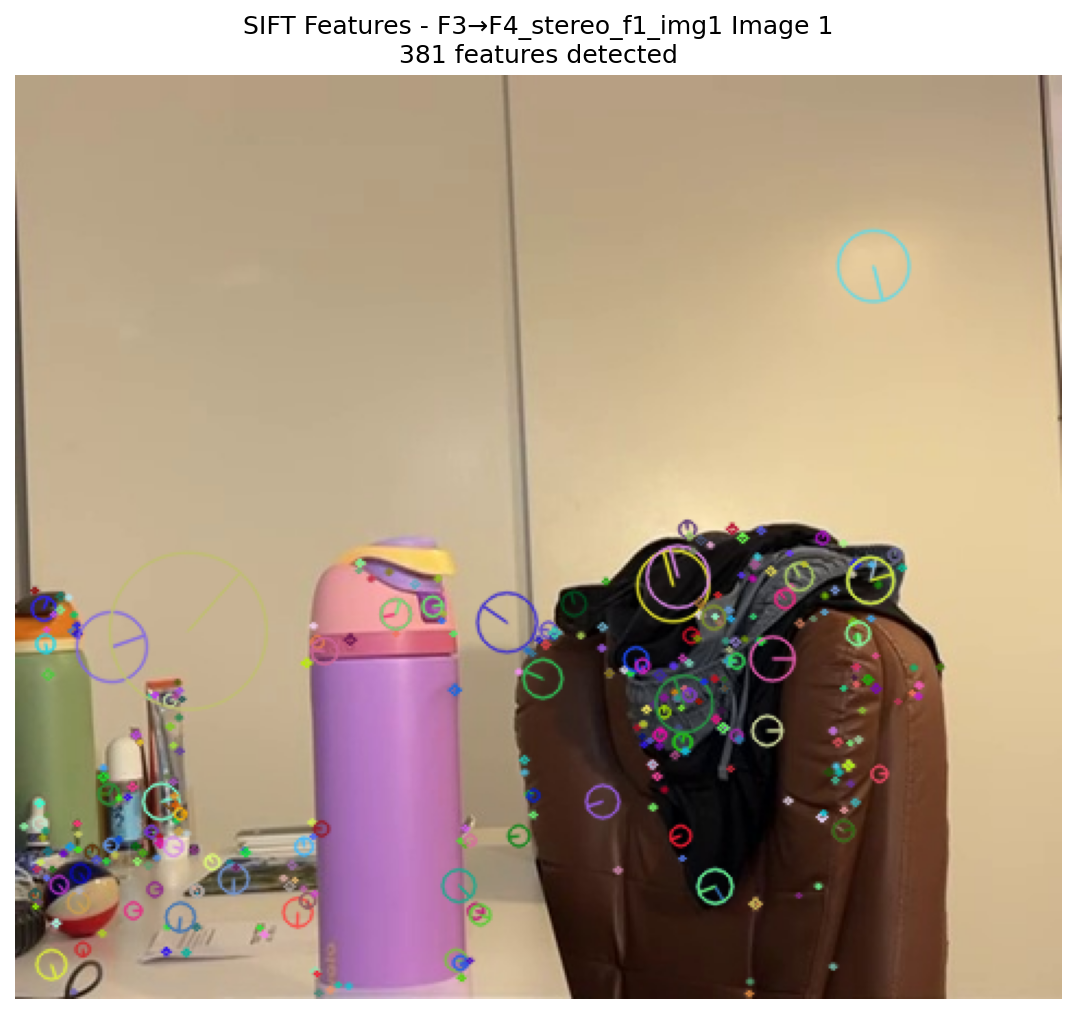 SIFT Features - F3→F4_stereo_f1_img1 Image 1
381 features detected